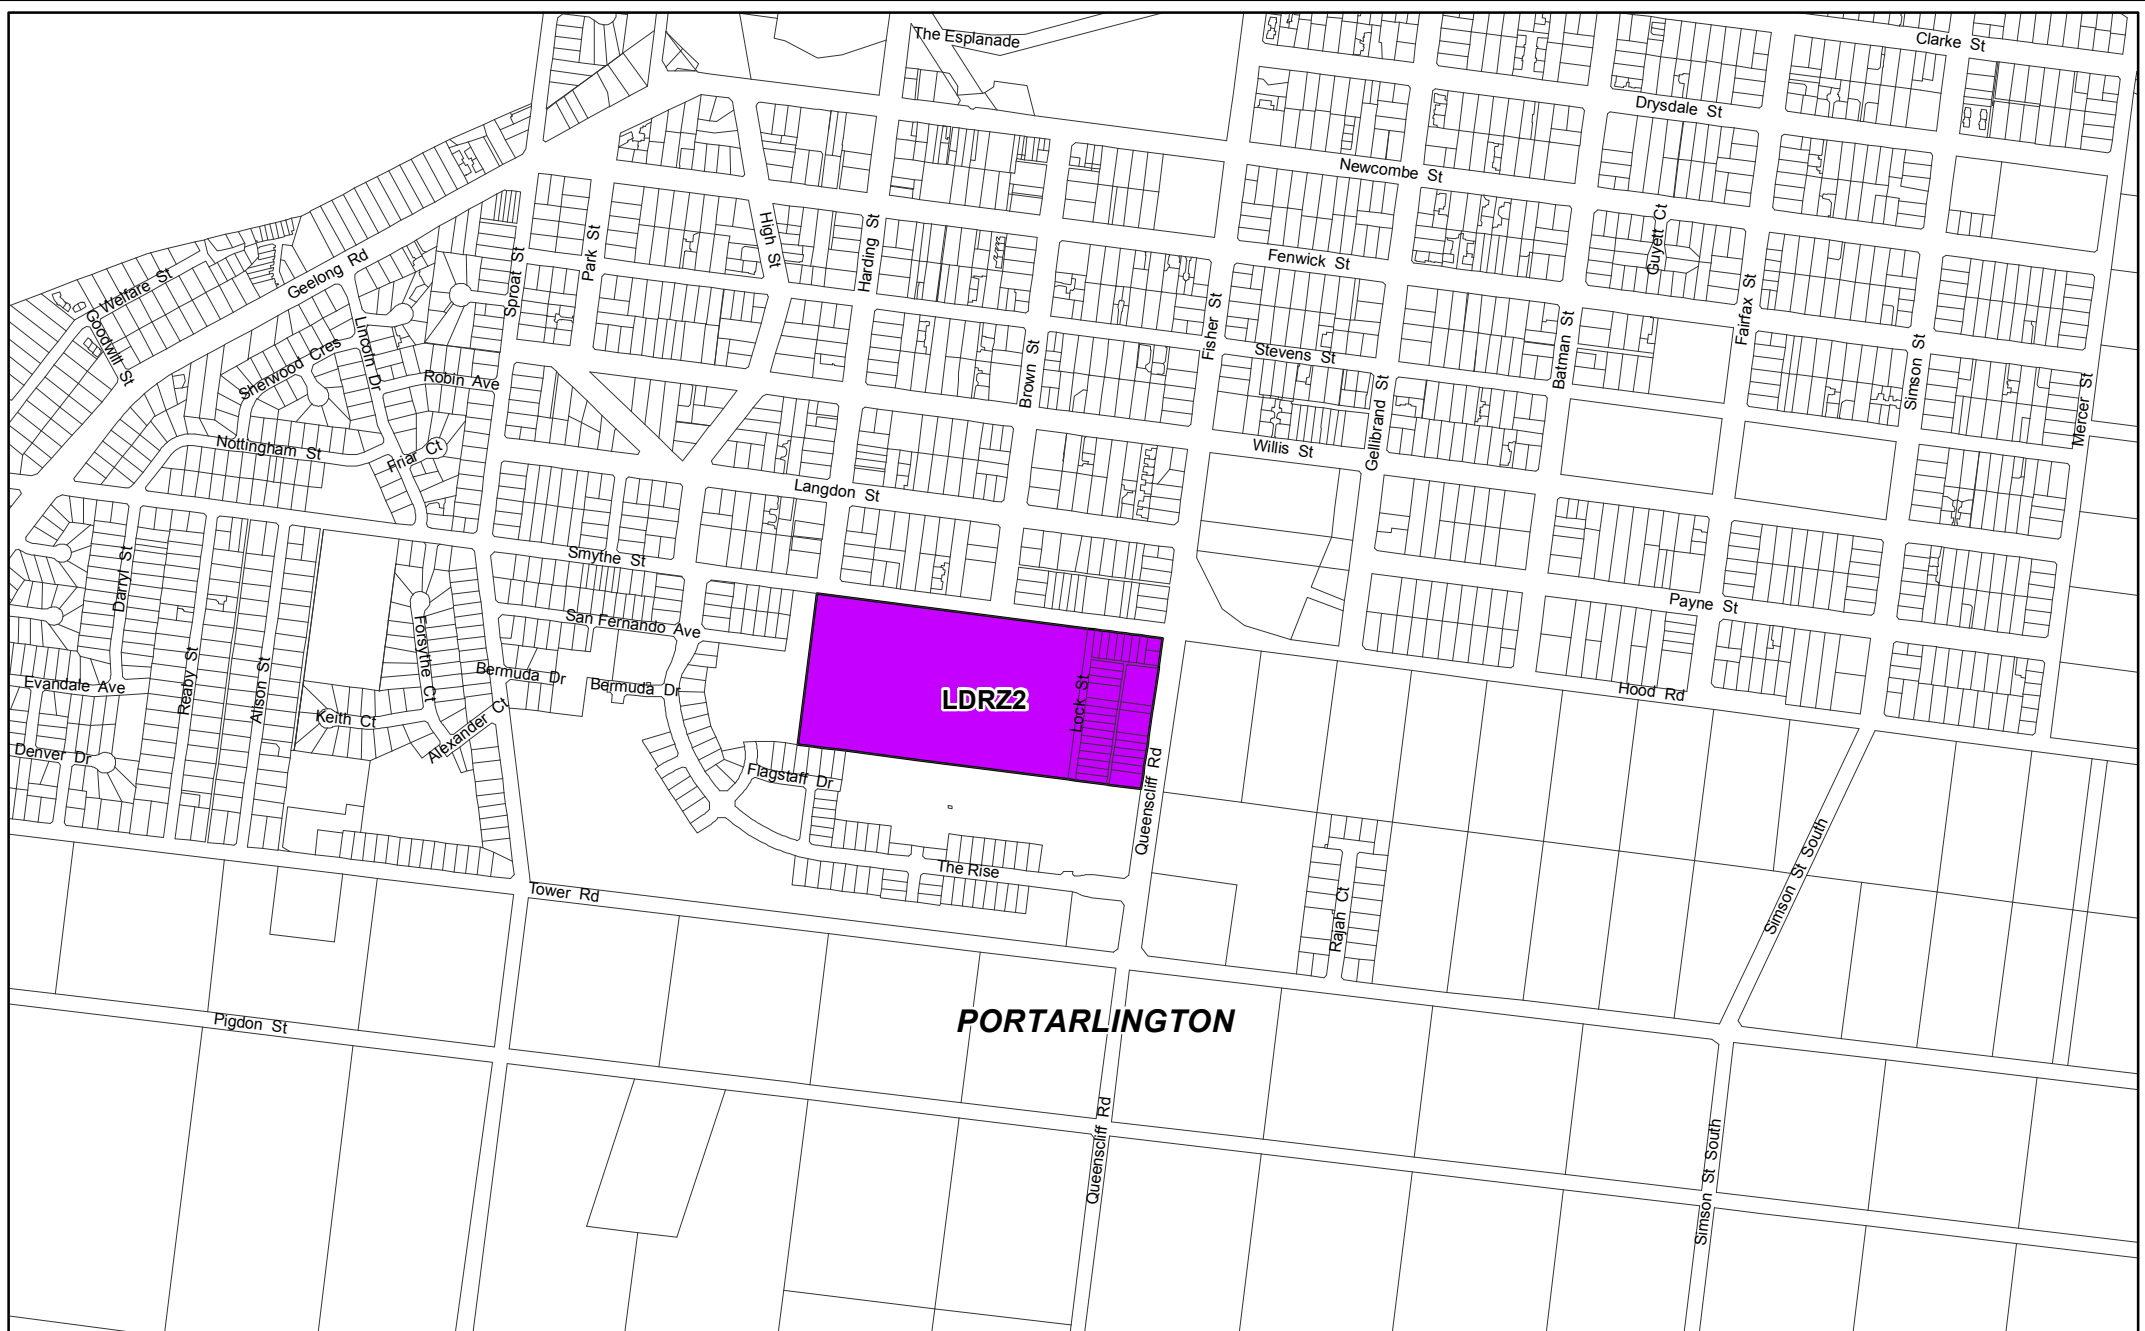 The Esplanade
Clarke St
Drysdale St
Newcombe St
Guyett Ct
High St
Harding St
Park St
Sproat St
Fenwick St
Geelong Rd
Welfare St
Goodwill St
Lincoln Dr
Sherwood Cres
Robin Ave
Fisher St
Fairfax St
Batman St
Brown St
Stevens St
Simson St
Mercer St
Gellibrand St
Nottingham St
Friar Ct
Willis St
Langdon St
Smythe St
Darryl St
San Fernando Ave
Payne St
Forsythe Ct
Reaby St
Alison St
Bermuda Dr
Bermuda Dr
Evandale Ave
Keith Ct
Alexander Ct
Denver Dr
LDRZ2
Lock St
Hood Rd
Flagstaff Dr
Queenscliff Rd
The Rise
Tower Rd
Rajah Ct
Simson St South
Pigdon St
PORTARLINGTON
Queenscliff Rd
Simson St South